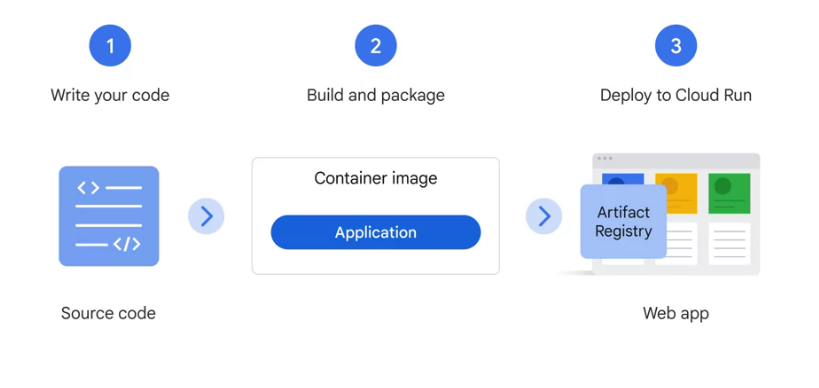 1
2
3
Write your code
Build and package
Deploy to Cloud Run
<>
</>
Container image
Application
Artifact
Registry
Source code
Web app